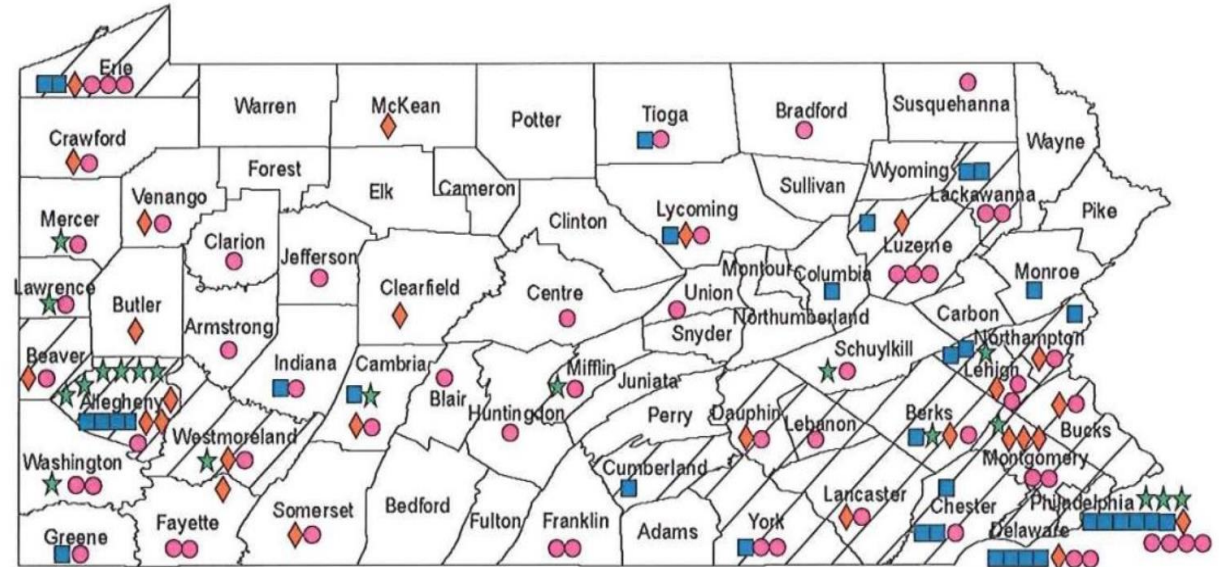 Erie
Warren
McKean
Potter
Tioga
Bradford
Susquehanna
Wayne
Crawford
Forest
Elk
Cameron
Sullivan
Wyoming
Lackawanna
Pike
Venango
Mercer
Clarion
Jefferson
Clinton
Lycoming
Luzerne
Lawrence
Butler
Clearfield
Centre
Union
Montour
Columbia
Monroe
Armstrong
Snyder
Northumberland
Carbon
Northampton
Beaver
Indiana
Cambria
Blair
Huntingdon
Mifflin
Juniata
Schuylkill
Lehigh
Allegheny
Westmoreland
Perry
Dauphin
Lebanon
Berks
Bucks
Washington
Cumberland
Montgomery
Greene
Fayette
Somerset
Bedford
Fulton
Franklin
Adams
York
Lancaster
Chester
Delaware
Philadelphia